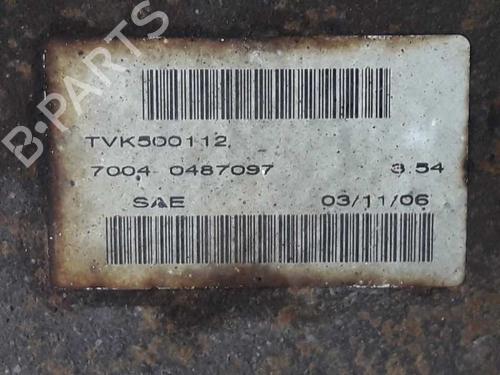 B-PARTS
TVK500112
7004 0487097 3.54
SAE 03/11/06